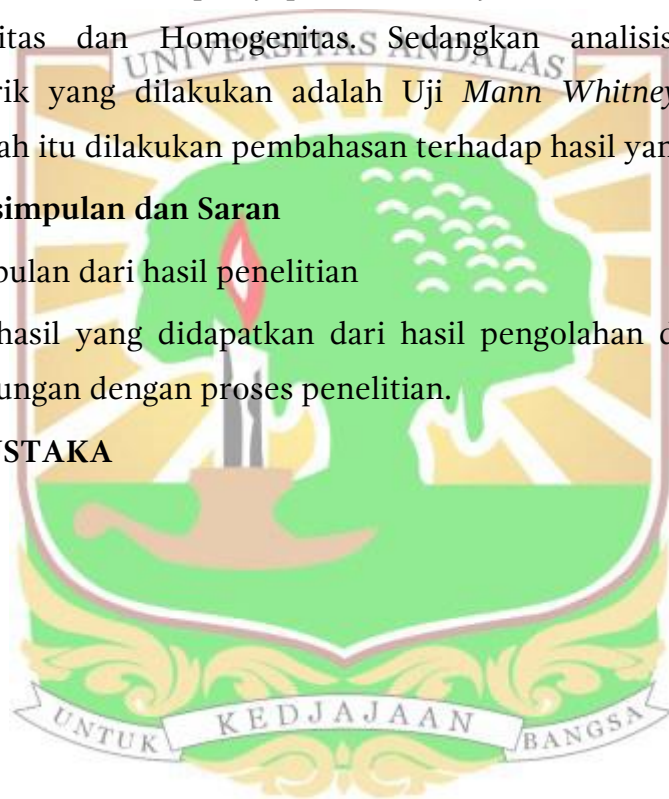 itas dan Homogenitas. Sedangkan analisis
UNIVERSITAS ANDALAS
rik yang dilakukan adalah Uji Mann Whitney
ah itu dilakukan pembahasan terhadap hasil yan
simpulan dan Saran
pulan dari hasil penelitian
hasil yang didapatkan dari hasil pengolahan d
ungan dengan proses penelitian.
USTAKA
UNTUK KEDJAJAAN BANGSA